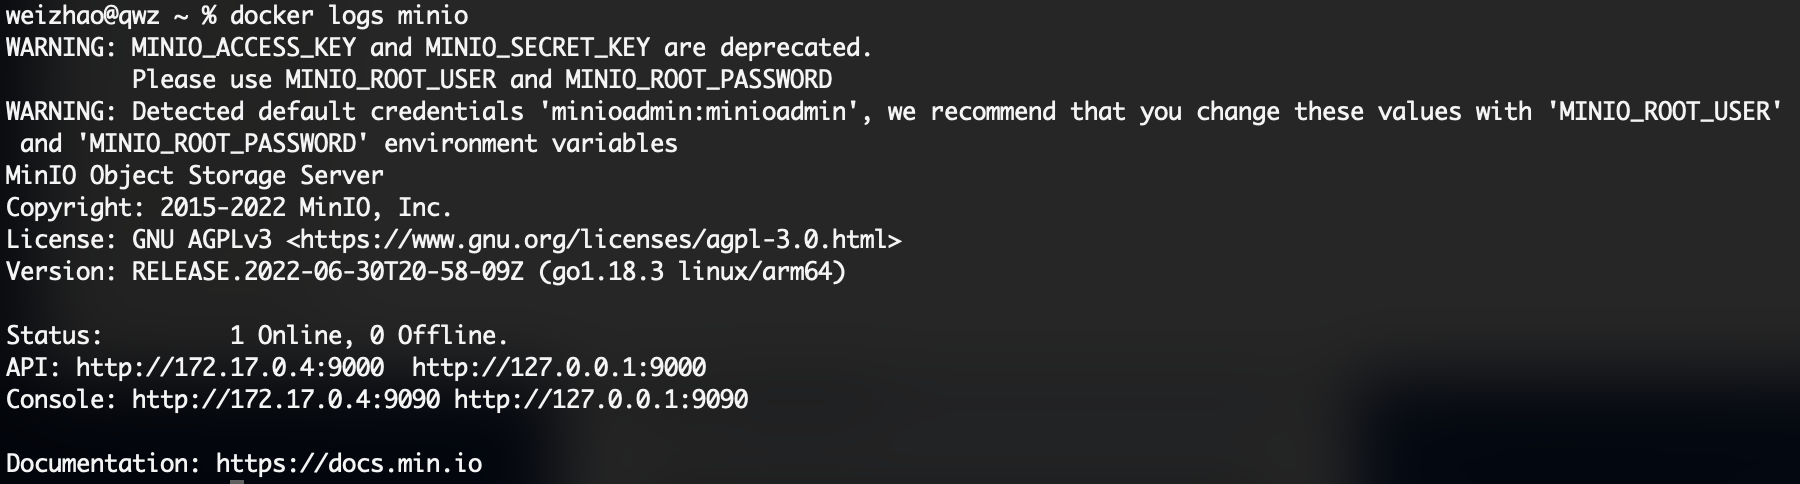 weizhao@qwz ~ % docker logs minio
WARNING: MINIO_ACCESS_KEY and MINIO_SECRET_KEY are deprecated.
         Please use MINIO_ROOT_USER and MINIO_ROOT_PASSWORD
WARNING: Detected default credentials 'minioadmin:minioadmin', we recommend that you change these values with 'MINIO_ROOT_USER'
 and 'MINIO_ROOT_PASSWORD' environment variables
MinIO Object Storage Server
Copyright: 2015-2022 MinIO, Inc.
License: GNU AGPLv3 <https://www.gnu.org/licenses/agpl-3.0.html>
Version: RELEASE.2022-06-30T20-58-09Z (go1.18.3 linux/arm64)

Status:         1 Online, 0 Offline.
API: http://172.17.0.4:9000  http://127.0.0.1:9000
Console: http://172.17.0.4:9090 http://127.0.0.1:9090

Documentation: https://docs.min.io